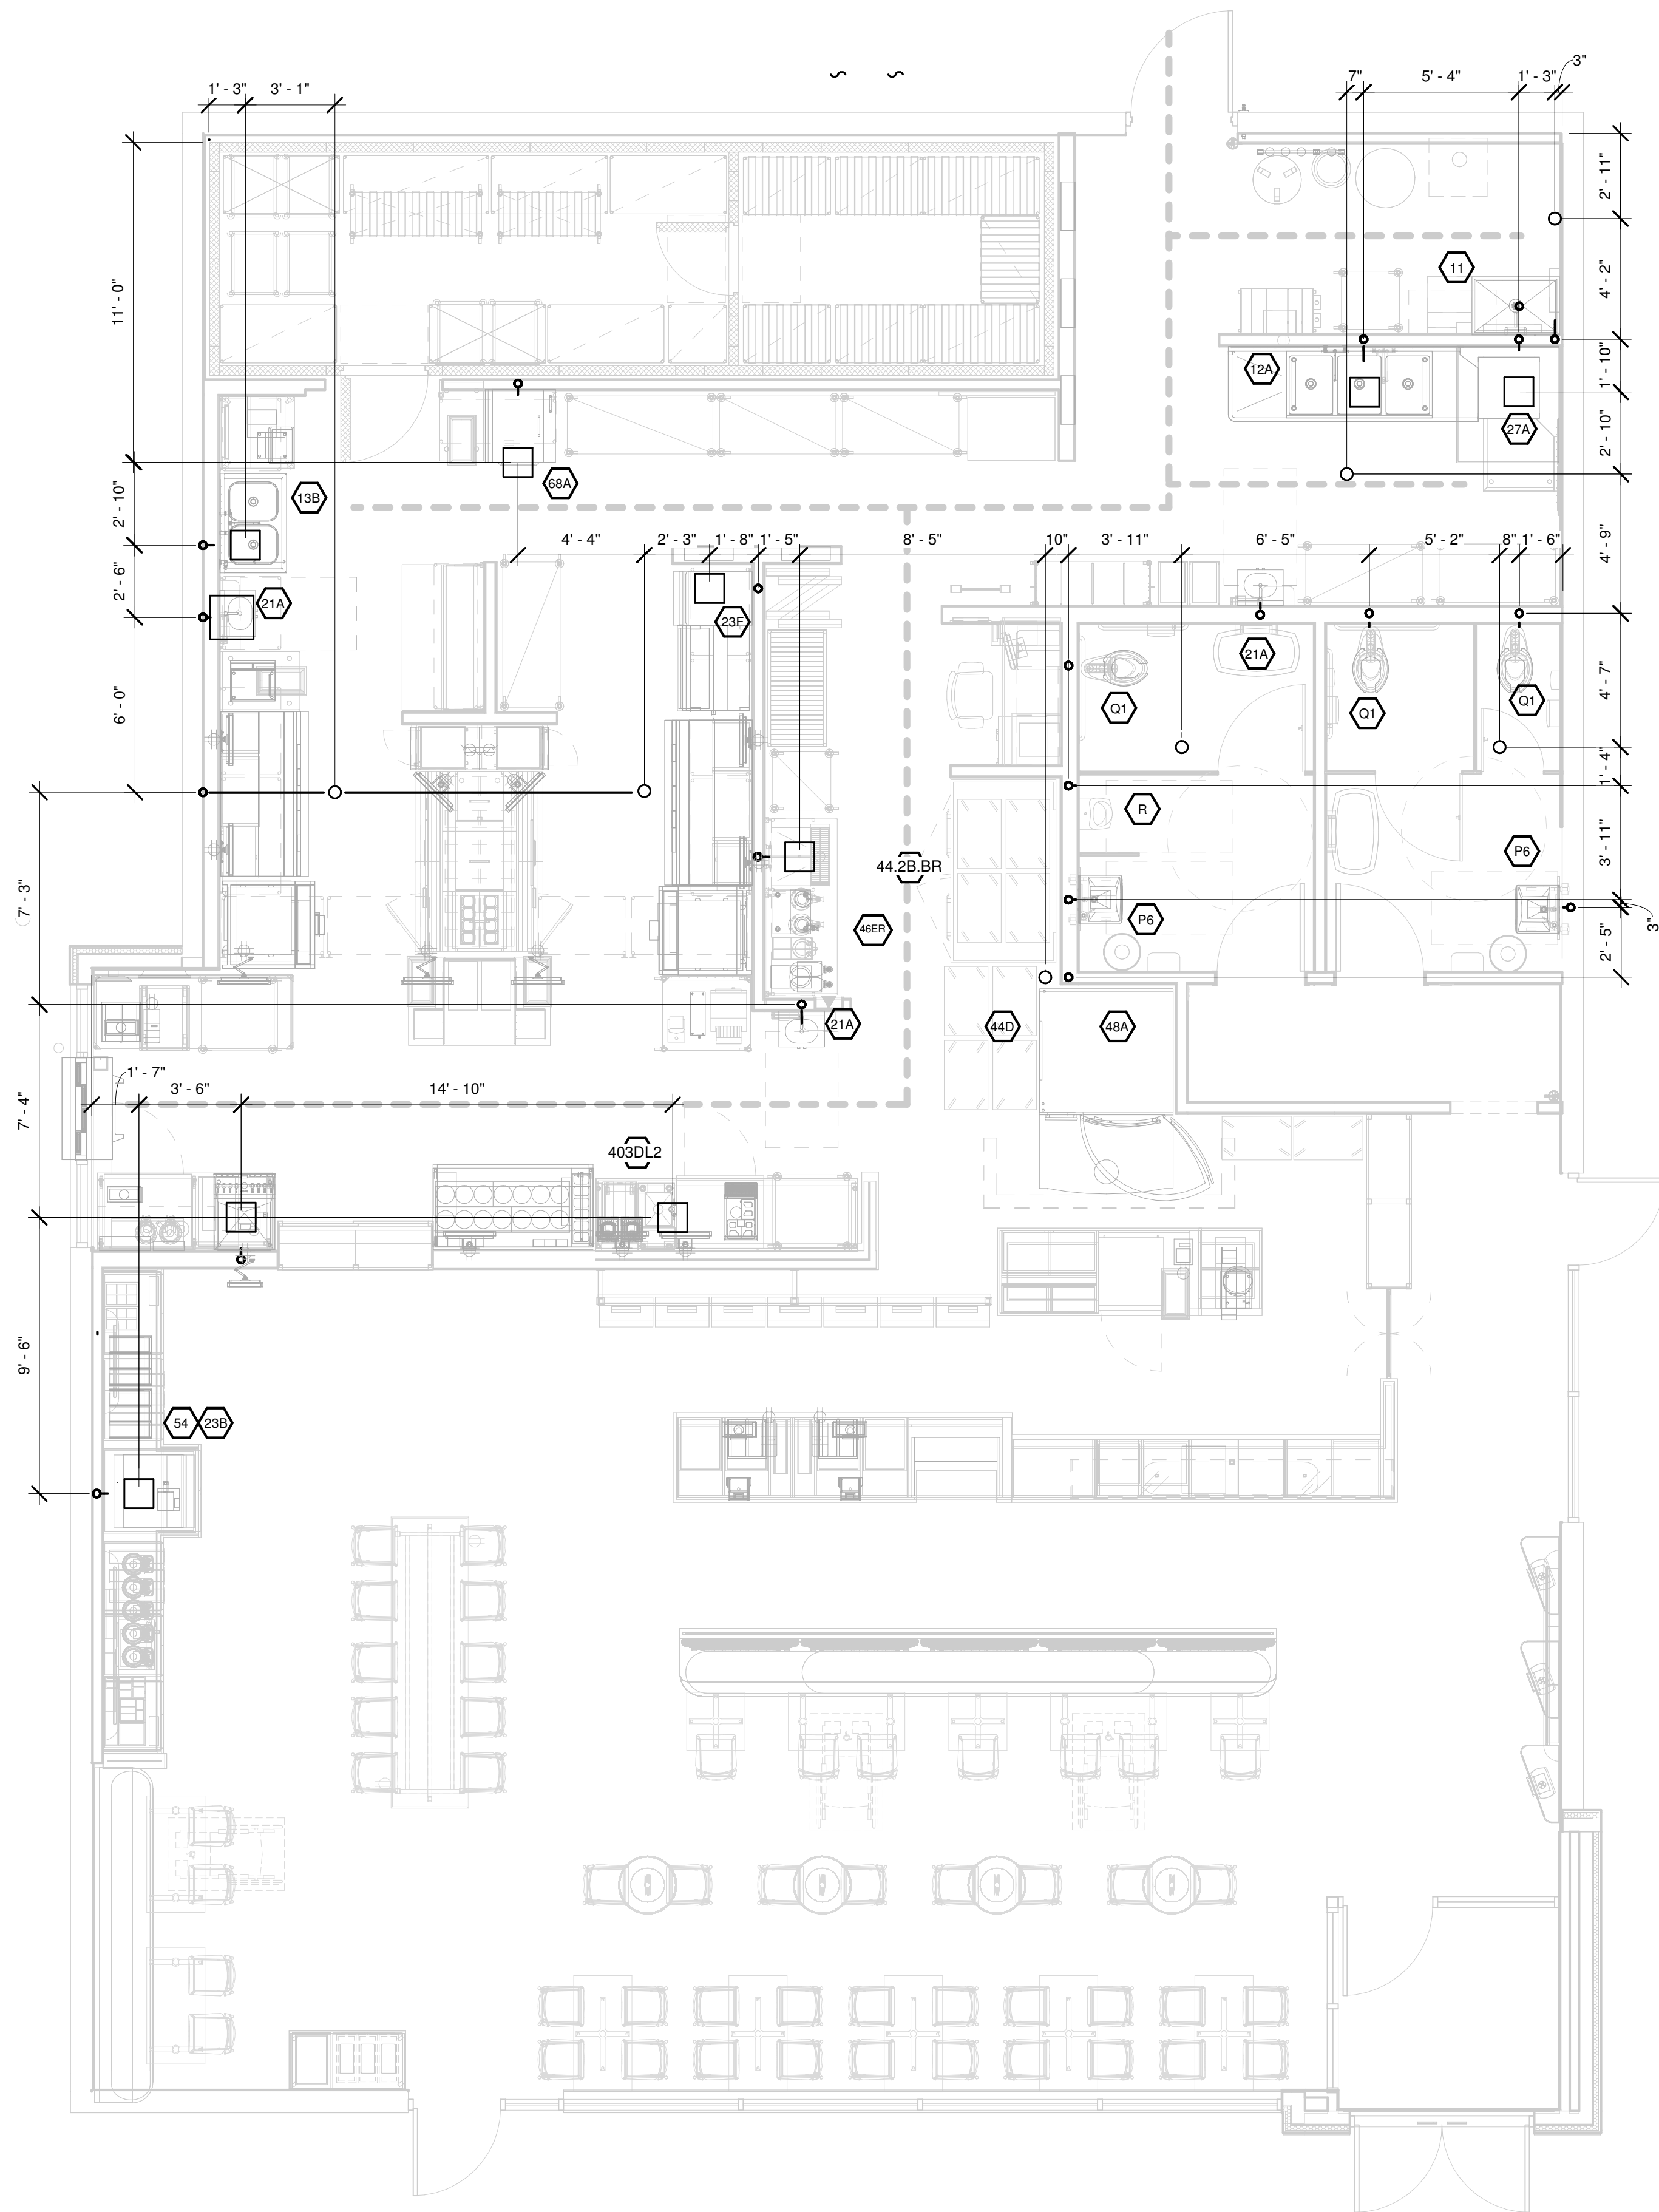 3"
1' - 3" 3' - 1" 7" 5' - 4" 1' - 3"
2' - 11"
11' - 0"
4' - 2"
11
12A
1' - 10"
27A
2' - 10"
68A
13B
2' - 10"
4' - 4" 2' - 3" 1' - 8" 1' - 5" 8' - 5" 10" 3' - 11" 6' - 5" 5' - 2" 8" 1' - 6"
4' - 9"
2' - 6"
21A
23F
21A
4' - 7"
6' - 0"
Q1
Q1
Q1
1' - 4"
R
3' - 11"
P6
44.2B.BR
7' - 3"
46ER
P6
3"
2' - 5"
21A
44D
48A
1' - 7"
3' - 6" 14' - 10"
7' - 4"
403DL2
9' - 6"
54 23B